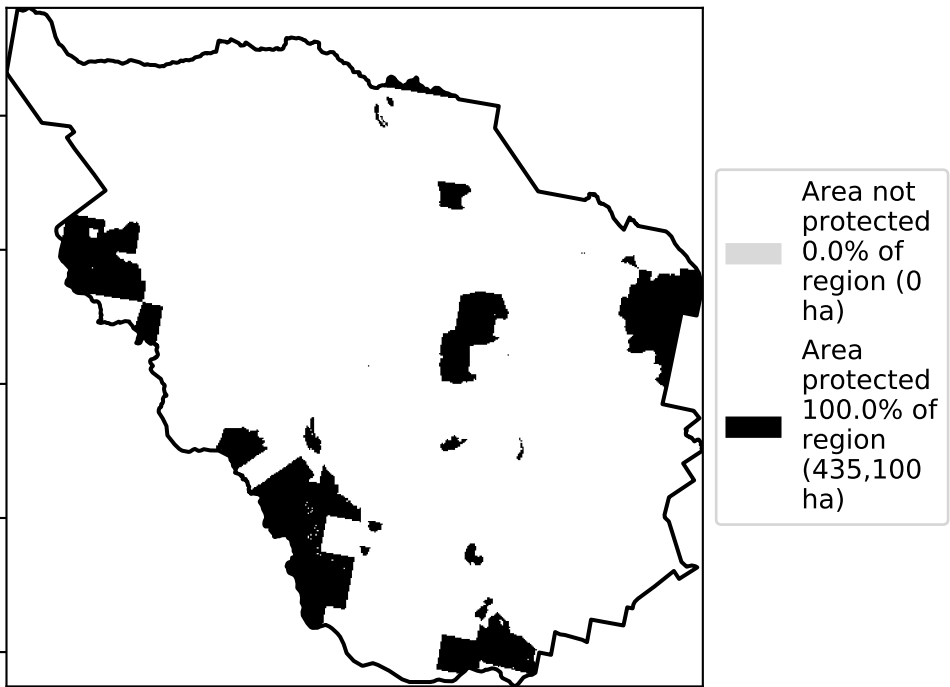 Area not
protected
0.0% of
region (0
ha)
Area
protected
100.0% of
region
(435,100
ha)